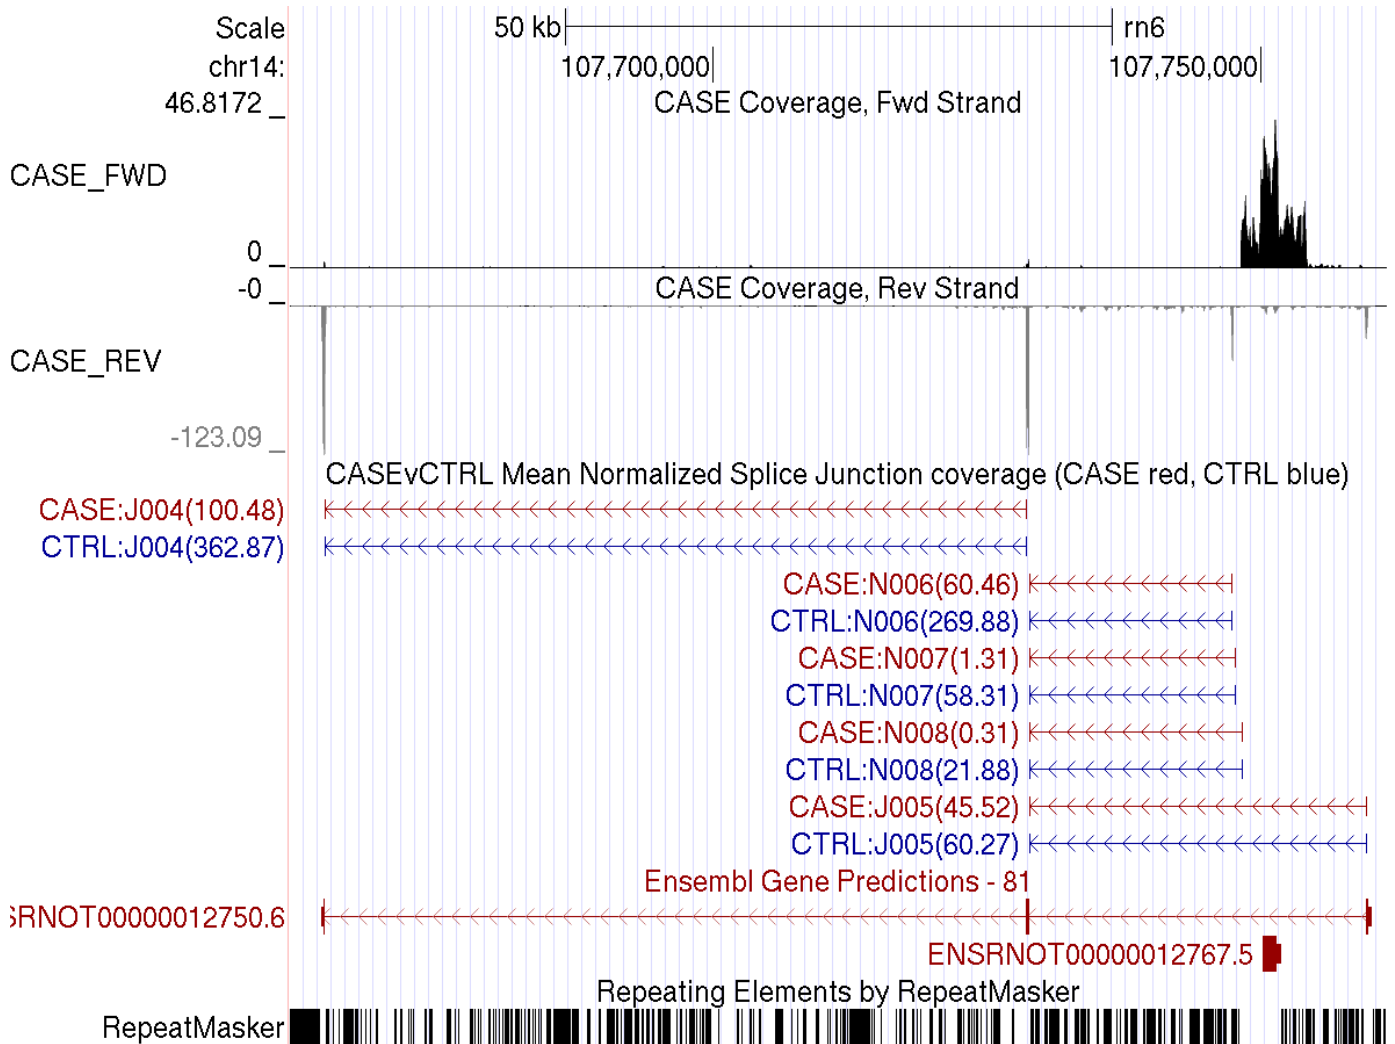 Scale 50 kb rn6
chr14: 107,700,000 107,750,000
46.8172 _ CASE Coverage, Fwd Strand
CASE_FWD
0 _
-0 _ CASE Coverage, Rev Strand
CASE_REV
-123.09 _
CASEvCTRL Mean Normalized Splice Junction coverage (CASE red, CTRL blue)
CASE:J004(100.48)
CTRL:J004(362.87)
CASE:N006(60.46)
CTRL:N006(269.88)
CASE:N007(1.31)
CTRL:N007(58.31)
CASE:N008(0.31)
CTRL:N008(21.88)
CASE:J005(45.52)
CTRL:J005(60.27)
Ensembl Gene Predictions - 81
SRNOT00000012750.6
ENSRNOT00000012767.5
Repeating Elements by RepeatMasker
RepeatMasker